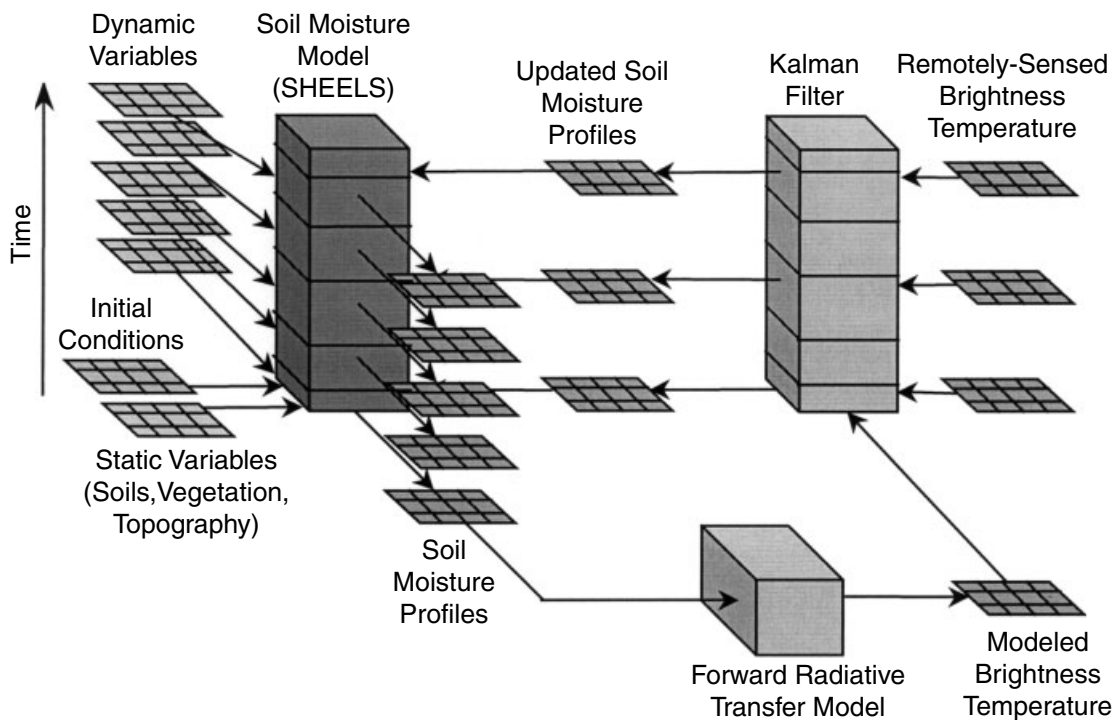 Dynamic
Variables
Soil Moisture
Model
(SHEELS)
Updated Soil
Moisture
Profiles
Kalman
Filter
Remotely-Sensed
Brightness
Temperature
Time
Initial
Conditions
Static Variables
(Soils,Vegetation,
Topography)
Soil
Moisture
Profiles
Forward Radiative
Transfer Model
Modeled
Brightness
Temperature